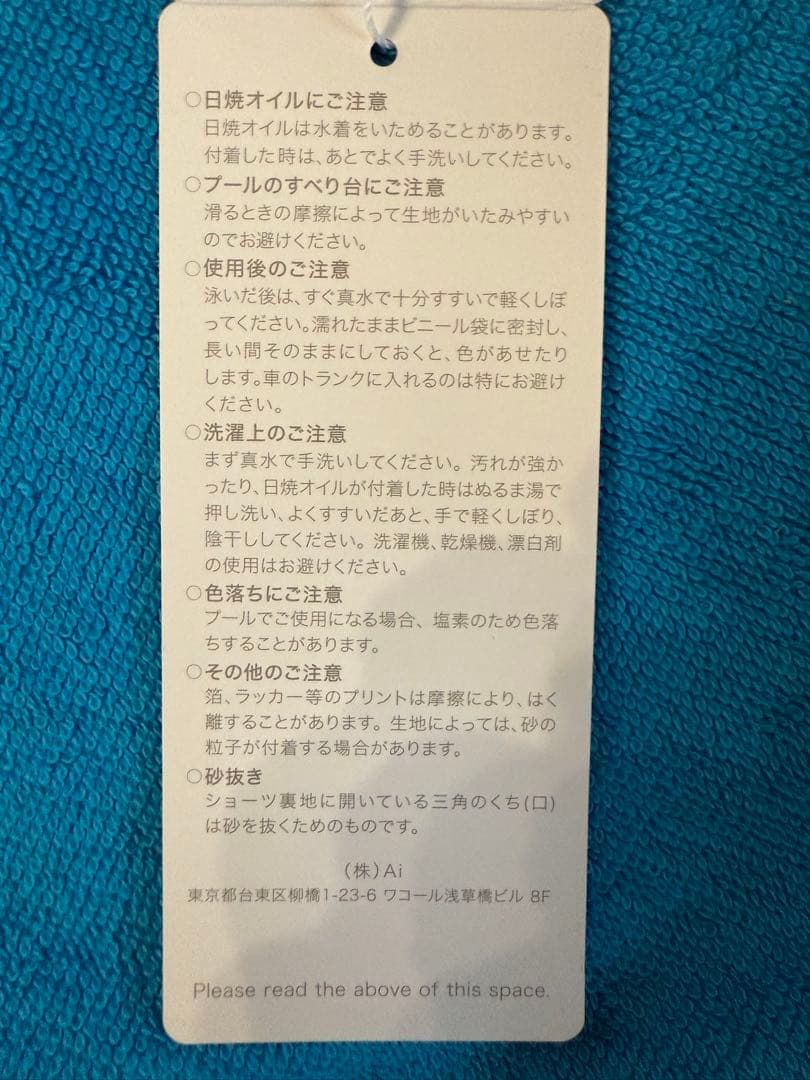 ○日焼オイルにご注意
日焼オイルは水着をいためることがあります。
付着した時は、あとでよく手洗いしてください。
○プールのすべり台にご注意
滑るときの摩擦によって生地がいたみやすい
のでお避けください。
○使用後のご注意
泳いだ後は、すぐ真水で十分すすいで軽くしぼ
ってください。濡れたままビニール袋に密封し、
長い間そのままにしておくと、色があせたり
します。車のトランクに入れるのは特にお避け
ください。
○洗濯上のご注意
まず真水で手洗いしてください。汚れが強か
ったり、日焼オイルが付着した時はぬるま湯で
押し洗い、よくすすいだあと、手で軽くしぼり、
陰干ししてください。洗濯機、乾燥機、漂白剤
の使用はお避けください。
○色落ちにご注意
プールでご使用になる場合、塩素のため色落
ちすることがあります。
○その他のご注意
箔、ラッカー等のプリントは摩擦により、はく
離することがあります。生地によっては、砂の
粒子が付着する場合があります。
○砂抜き
ショーツ裏地に開いている三角のくち(口)
は砂を抜くためのものです。
(株)Ai
東京都台東区柳橋1-23-6 ワコール浅草橋ビル 8F
Please read the above of this space.